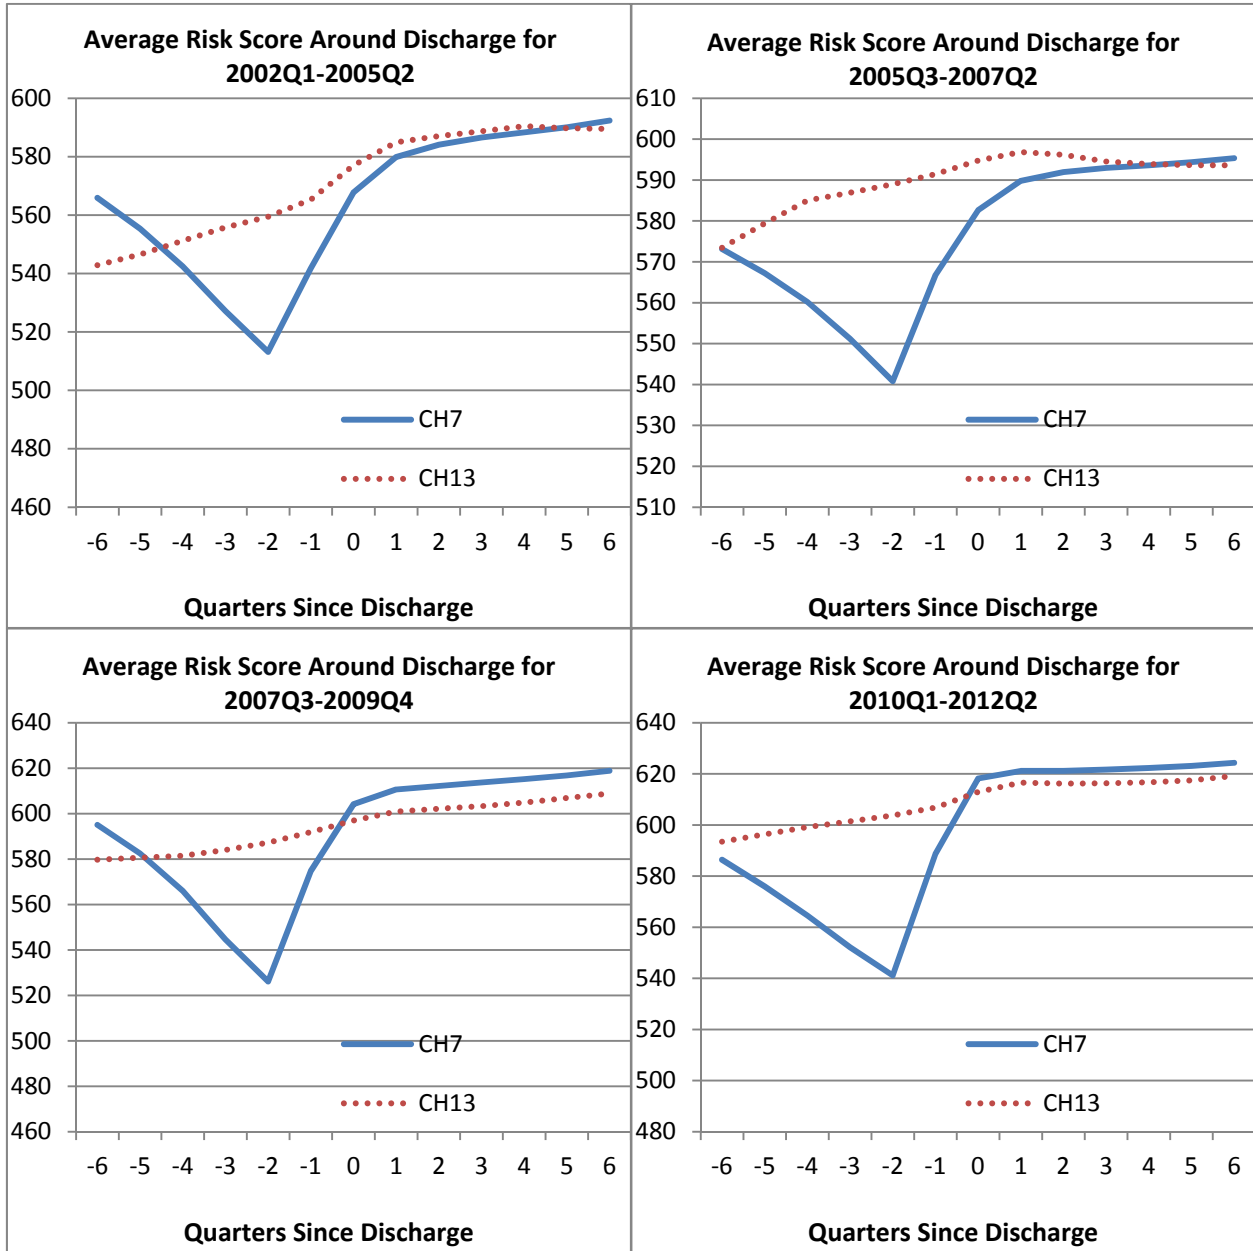 Average Risk Score Around Discharge for
2002Q1-2005Q2
600
580
560
540
520
500
480
460
CH7
CH13
-6 -5 -4 -3 -2 -1 0 1 2 3 4 5 6
Quarters Since Discharge
Average Risk Score Around Discharge for
2005Q3-2007Q2
610
600
590
580
570
560
550
540
530
520
510
CH7
CH13
-6 -5 -4 -3 -2 -1 0 1 2 3 4 5 6
Quarters Since Discharge
Average Risk Score Around Discharge for
2007Q3-2009Q4
640
620
600
580
560
540
520
500
480
460
CH7
CH13
-6 -5 -4 -3 -2 -1 0 1 2 3 4 5 6
Quarters Since Discharge
Average Risk Score Around Discharge for
2010Q1-2012Q2
640
620
600
580
560
540
520
500
480
CH7
CH13
-6 -5 -4 -3 -2 -1 0 1 2 3 4 5 6
Quarters Since Discharge